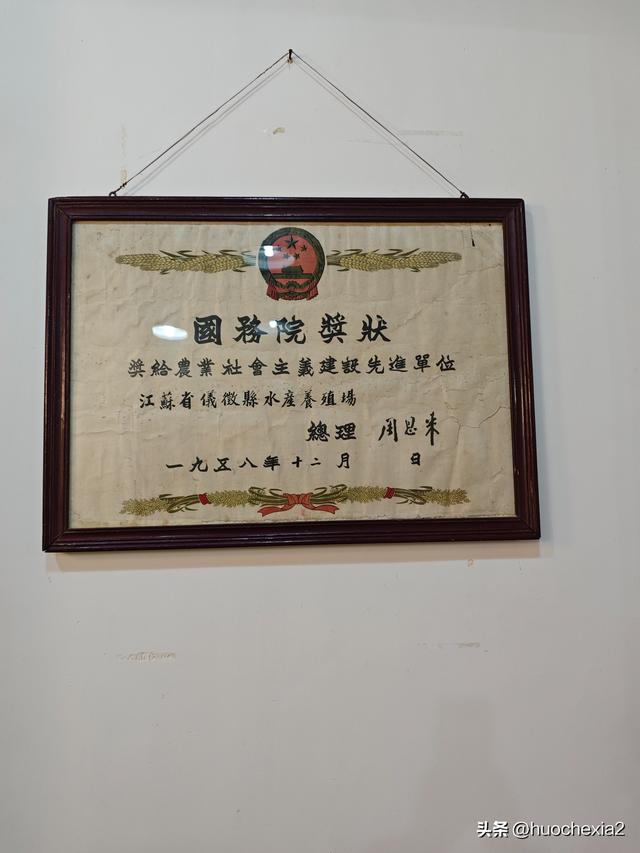 國務院獎狀
獎給農業社會主義建設先進單位
江蘇省儀徵縣水産養殖場
總理 周恩来
一九五八年十二月 日
头条 @huochexia2